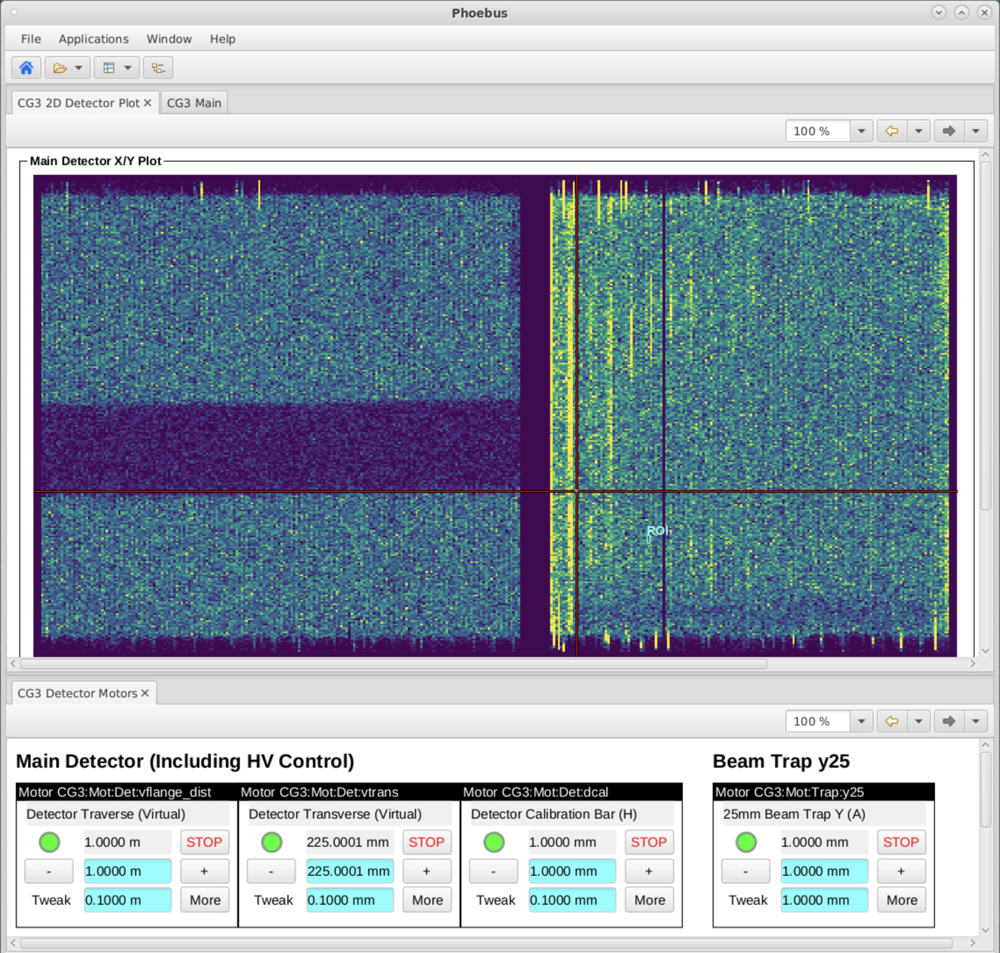 Phoebus
File Applications Window Help
CG3 2D Detector Plot CG3 Main
100 %
Main Detector X/Y Plot
ROI
CG3 Detector Motors
100 %
Main Detector (Including HV Control) Beam Trap y25
Motor CG3:Mot:Det:vflange_dist Motor CG3:Mot:Det:vtrans Motor CG3:Mot:Det:dcal Motor CG3:Mot:Trap:y25
Detector Traverse (Virtual) Detector Transverse (Virtual) Detector Calibration Bar (H) 25mm Beam Trap Y (A)
1.0000 m STOP 225.0001 mm STOP 1.0000 mm STOP 1.0000 mm STOP
- 1.0000 m + - 225.0001 mm + - 1.0000 mm + - 1.0000 mm +
Tweak 0.1000 m More Tweak 0.1000 mm More Tweak 0.1000 mm More Tweak 1.0000 mm More